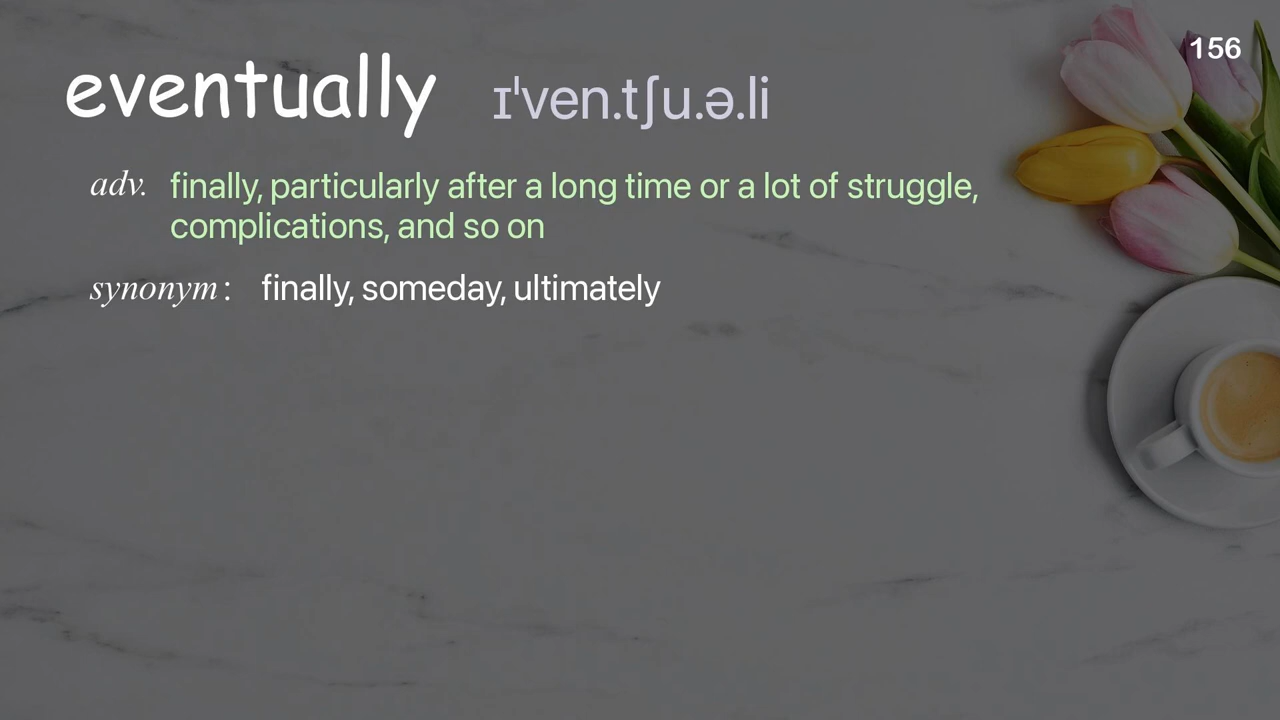 156
eventually ɪˈven.tʃu.ə.li
adv. finally, particularly after a long time or a lot of struggle,
complications, and so on
synonym: finally, someday, ultimately